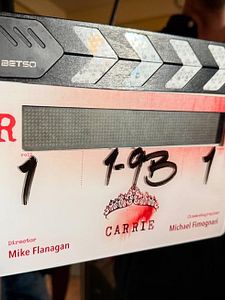 BETSO
R
1 1-9B 1
CARRIE
Director
Mike Flanagan
Cinematographer
Michael Fimognari